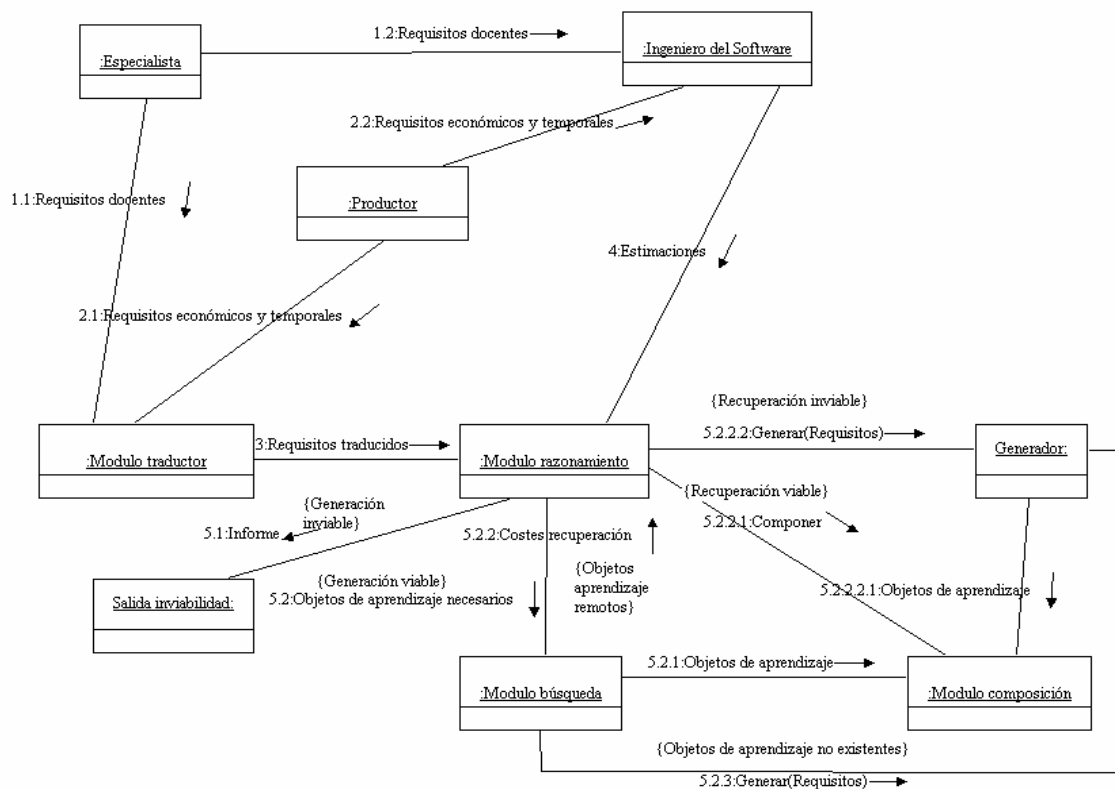 1.2:Requisitos docentes
:Especialista
:Ingeniero del Software
2.2:Requisitos económicos y temporales
1.1:Requisitos docentes
:Productor
4:Estimaciones
2.1:Requisitos económicos y temporales
{Recuperación inviable}
5.2.2.2:Generar(Requisitos)
3:Requisitos traducidos
:Modulo traductor
:Modulo razonamiento
Generador:
{Recuperación viable}
5.2.2.1:Componer
{Generación
inviable}
5.1:Informe
5.2.2:Costes recuperación
{Objetos
aprendizaje
remotos}
{Generación viable}
5.2:Objetos de aprendizaje necesarios
5.2.2.2.1:Objetos de aprendizaje
Salida inviabilidad:
5.2.1:Objetos de aprendizaje
:Modulo búsqueda
:Modulo composición
{Objetos de aprendizaje no existentes}
5.2.3:Generar(Requisitos)